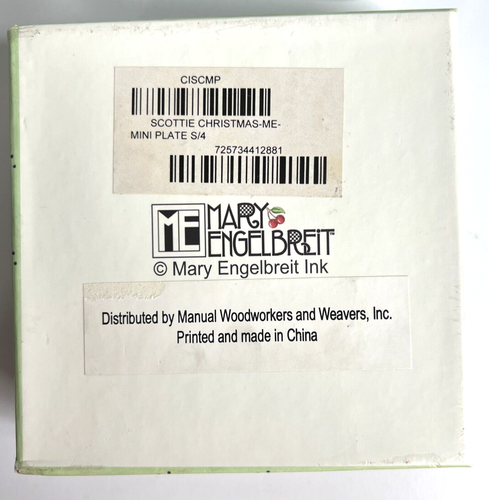 CISCMP
SCOTTIE CHRISTMAS-ME-
MINI PLATE S/4
725734412881
ME
MARY
ENGELBREIT™
© Mary Engelbreit Ink
Distributed by Manual Woodworkers and Weavers, Inc.
Printed and made in China